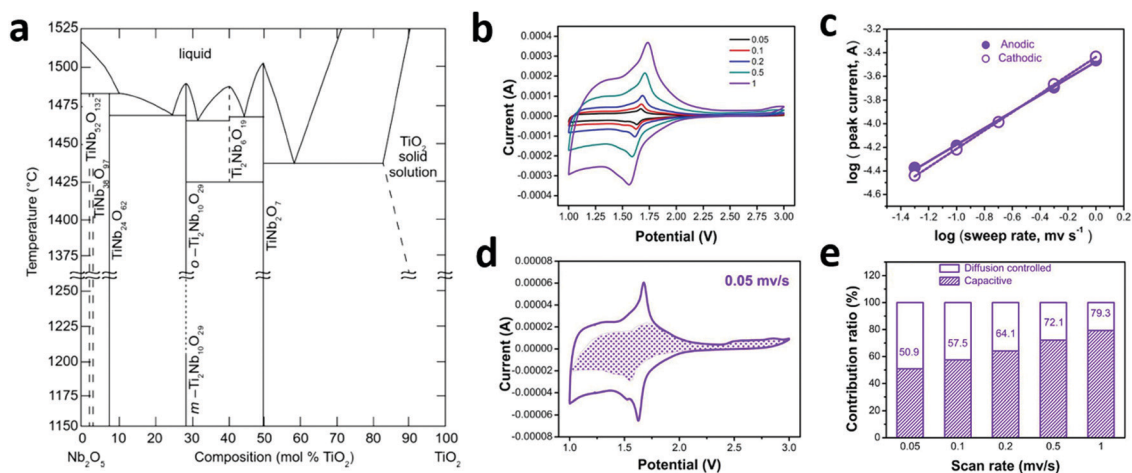 a
1525
1500
1475
1450
1425
1400
1375
1250
1225
1200
1175
1150
Temperature (°C)
liquid
TiNb52O132
TiNb38O97
TiNb24O62
o–Ti2Nb10O29
m–Ti2Nb10O29
Ti2Nb6O19
TiNb2O7
TiO2
solid
solution
0 10 20 30 40 50 60 70 80 90 100
Nb2O5 Composition (mol % TiO2) TiO2
b
0.0004
0.0003
0.0002
0.0001
0.0000
-0.0001
-0.0002
-0.0003
-0.0004
Current (A)
0.05
0.1
0.2
0.5
1
1.00 1.25 1.50 1.75 2.00 2.25 2.50 2.75 3.00
Potential (V)
c
-3.2
-3.4
-3.6
-3.8
-4.0
-4.2
-4.4
-4.6
log ( peak current, A)
Anodic
Cathodic
-1.4 -1.2 -1.0 -0.8 -0.6 -0.4 -0.2 0.0
log (sweep rate, mv s-1)
d
0.00008
0.00006
0.00004
0.00002
0.00000
-0.00002
-0.00004
-0.00006
-0.00008
Current (A)
0.05 mv/s
1.0 1.5 2.0 2.5 3.0
Potential (V)
e
120
100
80
60
40
20
0
Contribution ratio (%)
Diffusion controlled
Capacitive
50.9
57.5
64.1
72.1
79.3
0.05 0.1 0.2 0.5 1
Scan rate (mv/s)